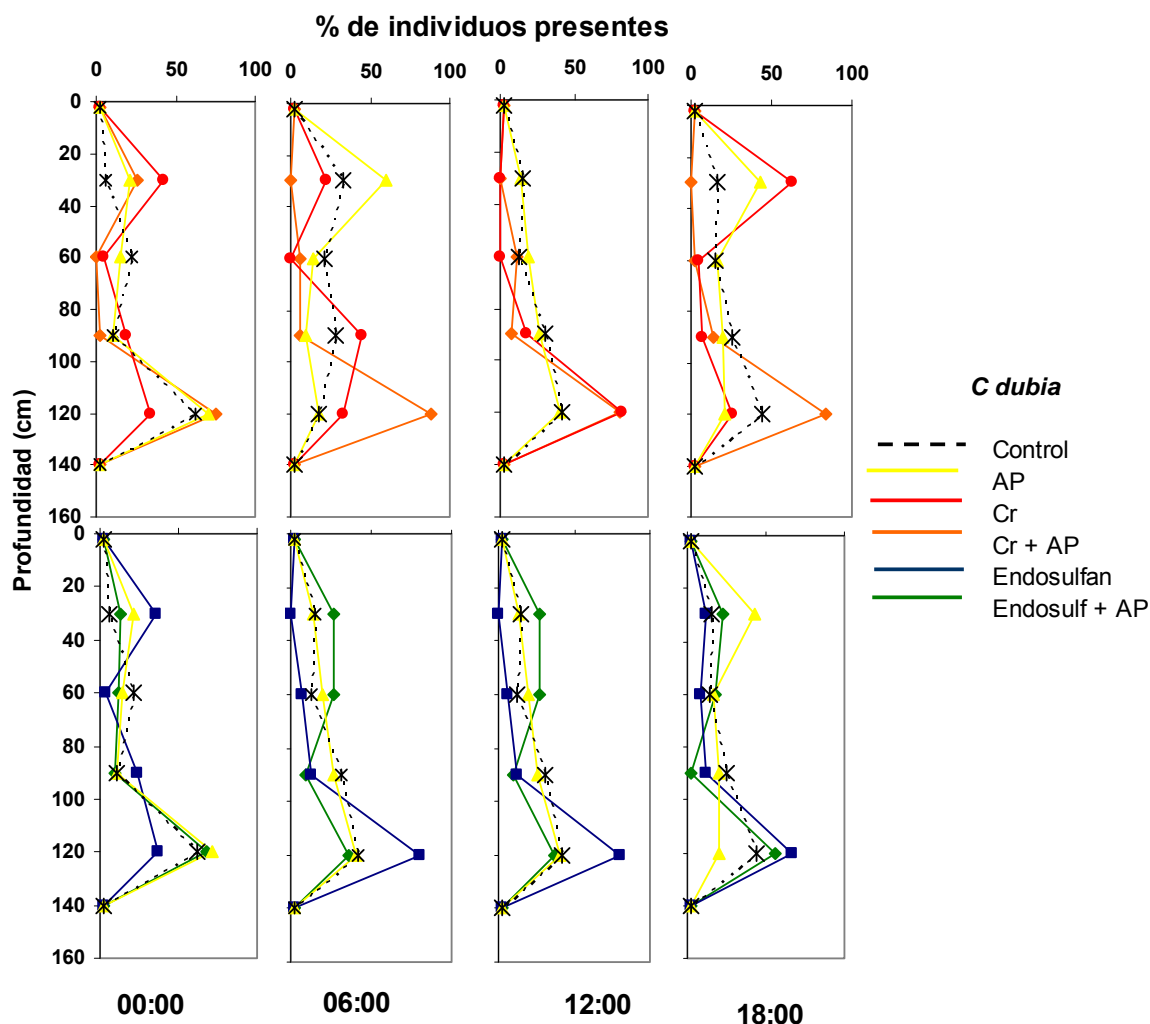 % de individuos presentes
0 50 100
0 50 100
0 50 100
0 50 100
0
20
40
60
80
100
120
140
160
Profundidad (cm)
C dubia
Control
AP
Cr
Cr + AP
Endosulfan
Endosulf + AP
0
20
40
60
80
100
120
140
160
00:00
06:00
12:00
18:00